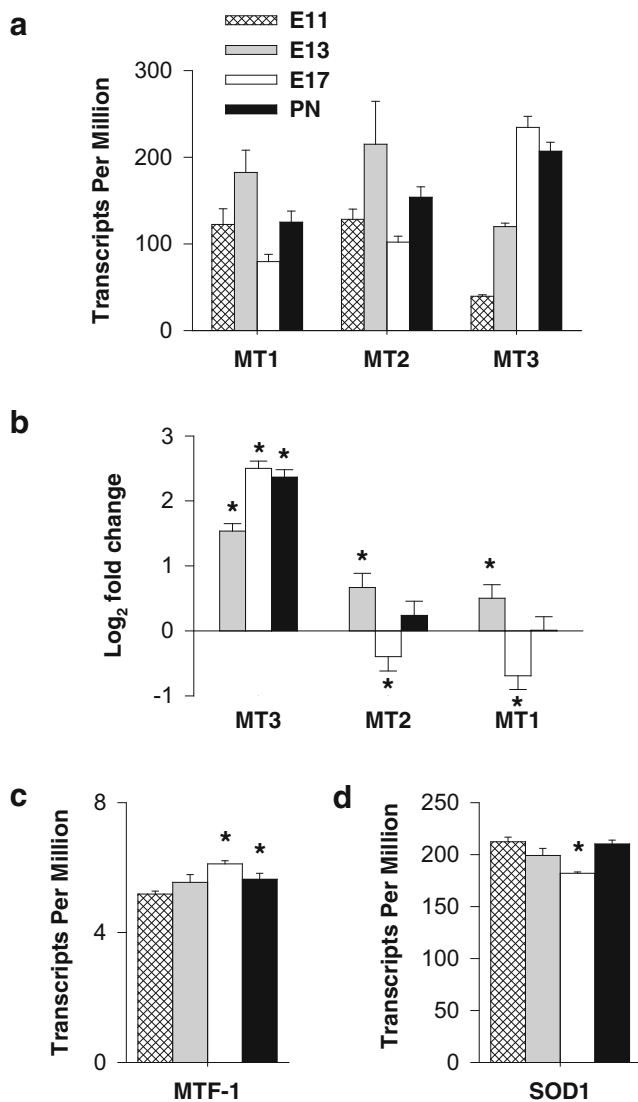 a
E11
E13
E17
PN
Transcripts Per Million
300
200
100
0
MT1 MT2 MT3
b
Log₂ fold change
3
2
1
0
-1
* * *
* *
* *
MT3 MT2 MT1
c
Transcripts Per Million
8
4
0
* *
MTF-1
d
Transcripts Per Million
250
200
150
100
50
0
*
SOD1